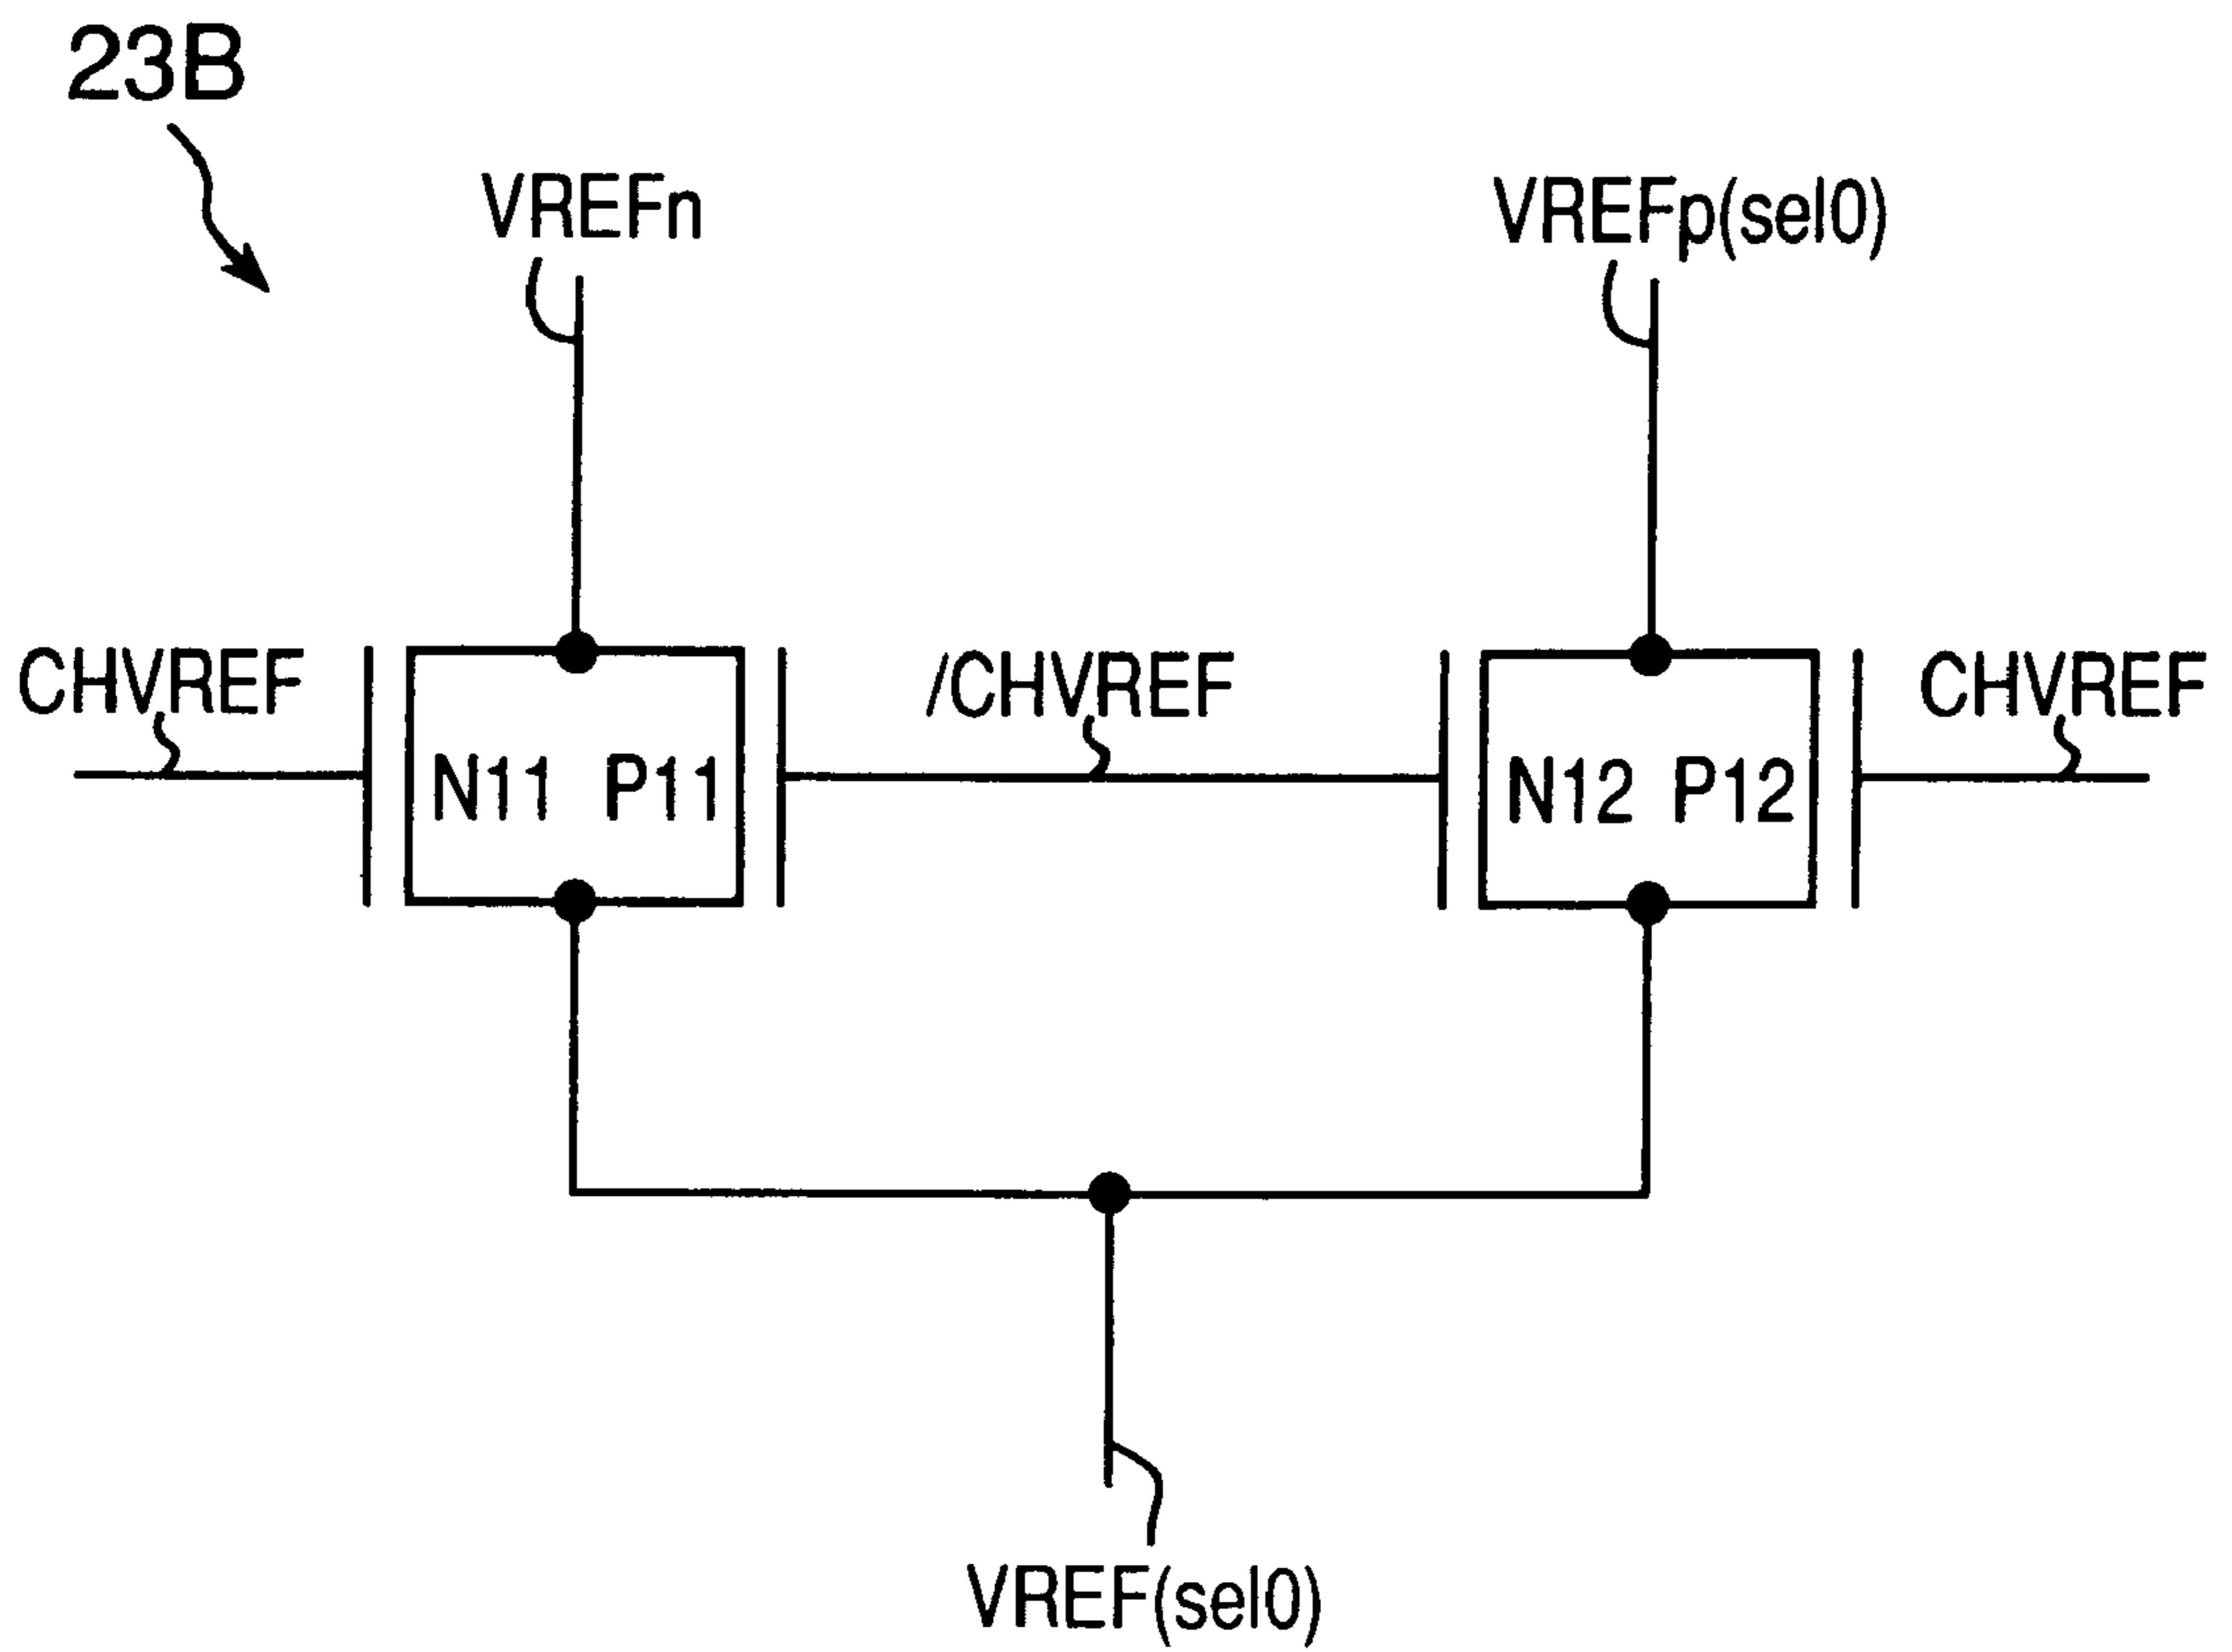 23B
VREFn
VREFp(sel0)
CHVREF
/CHVREF
CHVREF
N11 P11
N12 P12
VREF(sel0)